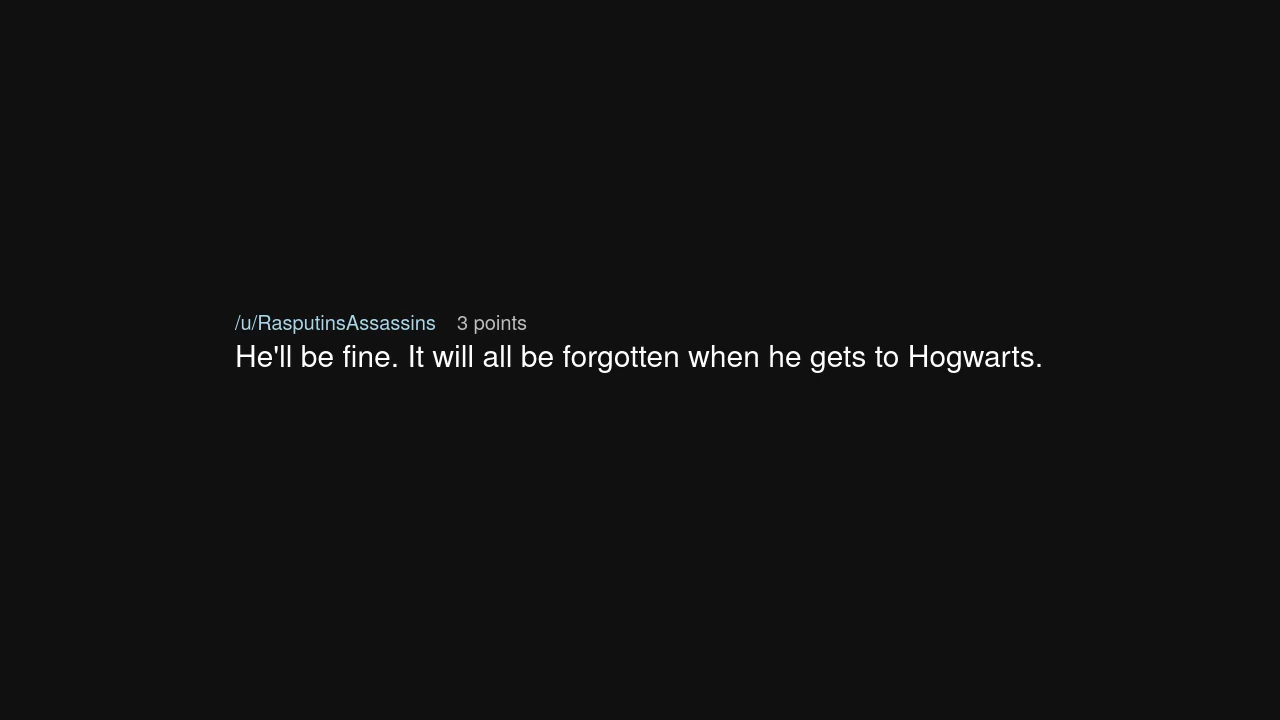 /u/RasputinsAssassins 3 points
He'll be fine. It will all be forgotten when he gets to Hogwarts.